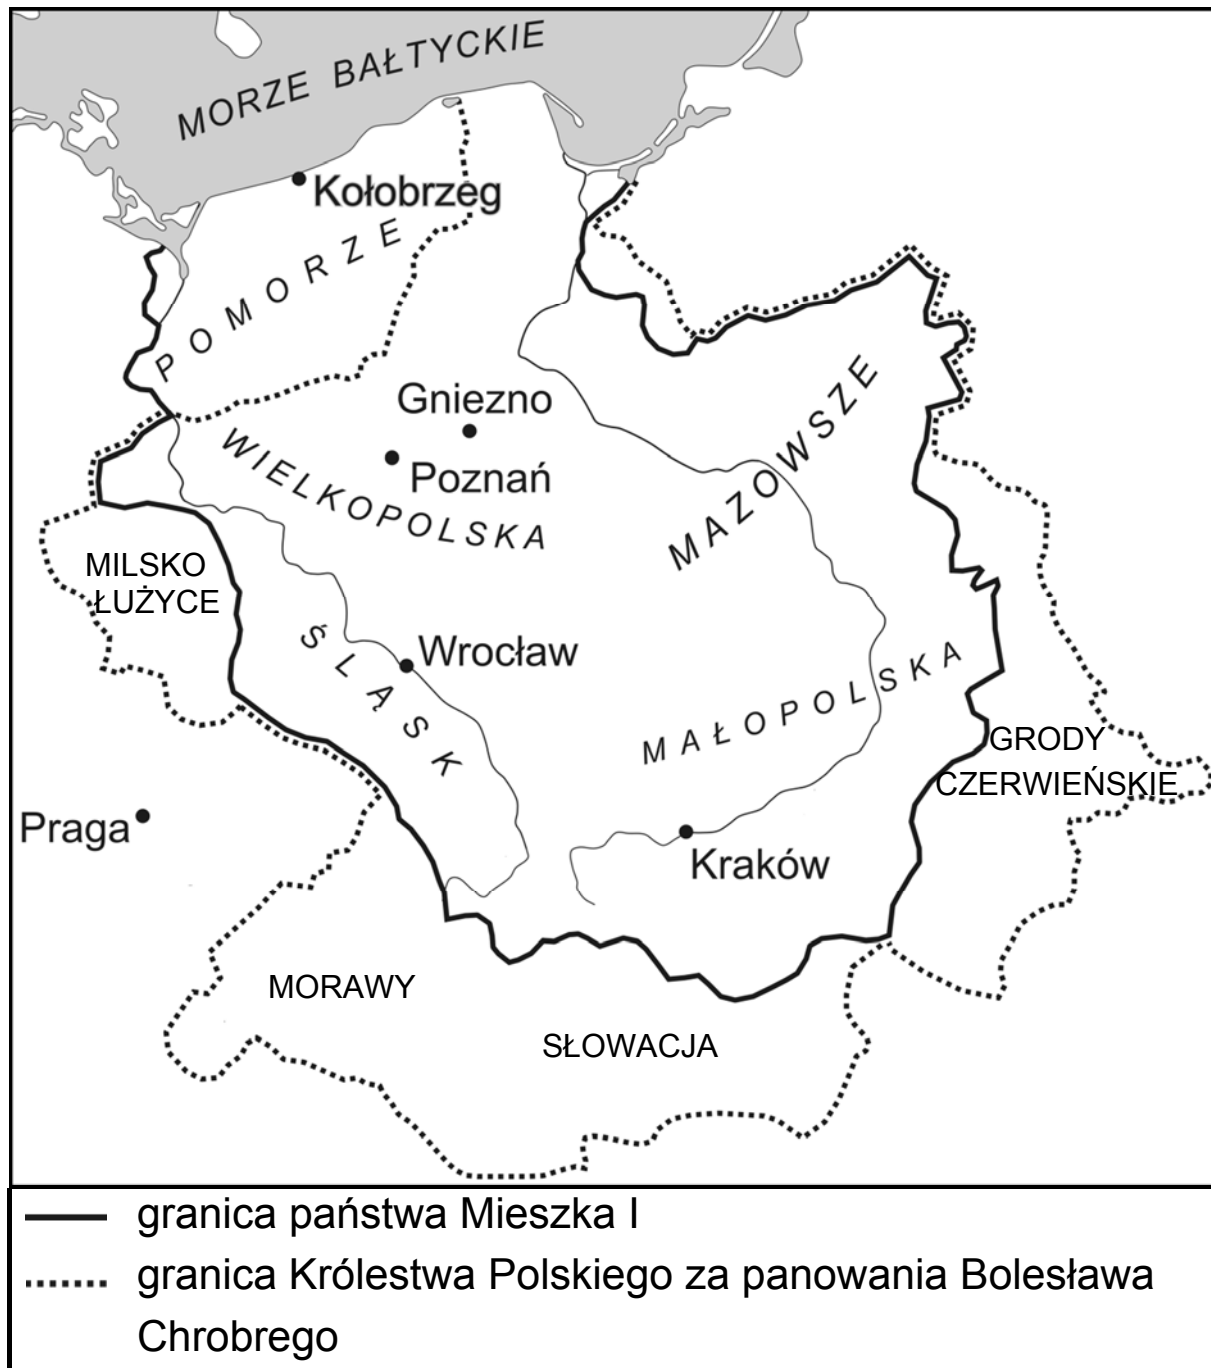 MORZE BAŁTYCKIE
Kołobrzeg
POMORZE
Gniezno
Poznań
WIELKOPOLSKA
MAZOWSZE
MILSKO
ŁUŻYCE
ŚLĄSK
Wrocław
MAŁOPOLSKA
GRODY
CZERWIEŃSKIE
Praga
Kraków
MORAWY
SŁOWACJA
granica państwa Mieszka I
granica Królestwa Polskiego za panowania Bolesława
Chrobrego